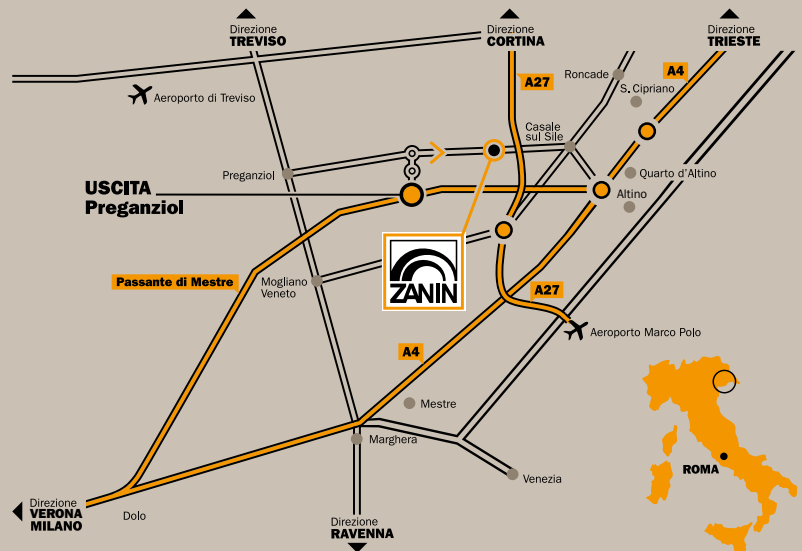 Direzione
TREVISO
Direzione
CORTINA
Direzione
TRIESTE
A27
A4
Roncade
S. Cipriano
Aeroporto di Treviso
Casale
sul Sile
Preganziol
Quarto d'Altino
USCITA
Preganziol
Altino
ZANIN
Passante di Mestre
Mogliano
Veneto
A27
Aeroporto Marco Polo
A4
Mestre
Marghera
Venezia
ROMA
Direzione
VERONA
MILANO
Dolo
Direzione
RAVENNA